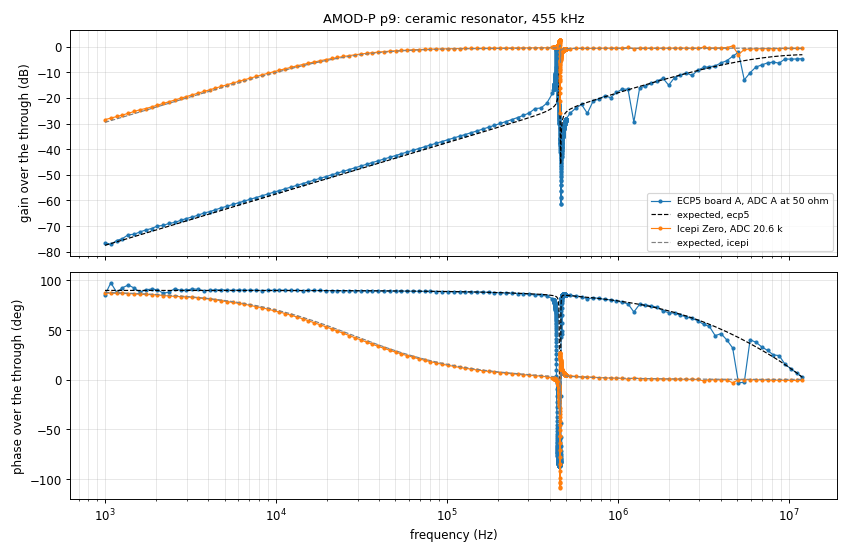 AMOD-P p9: ceramic resonator, 455 kHz
gain over the through (dB)
0
−10
−20
−30
−40
−50
−60
−70
−80
ECP5 board A, ADC A at 50 ohm
expected, ecp5
Icepi Zero, ADC 20.6 k
expected, icepi
phase over the through (deg)
100
50
0
−50
−100
10³
10⁴
10⁵
10⁶
10⁷
frequency (Hz)